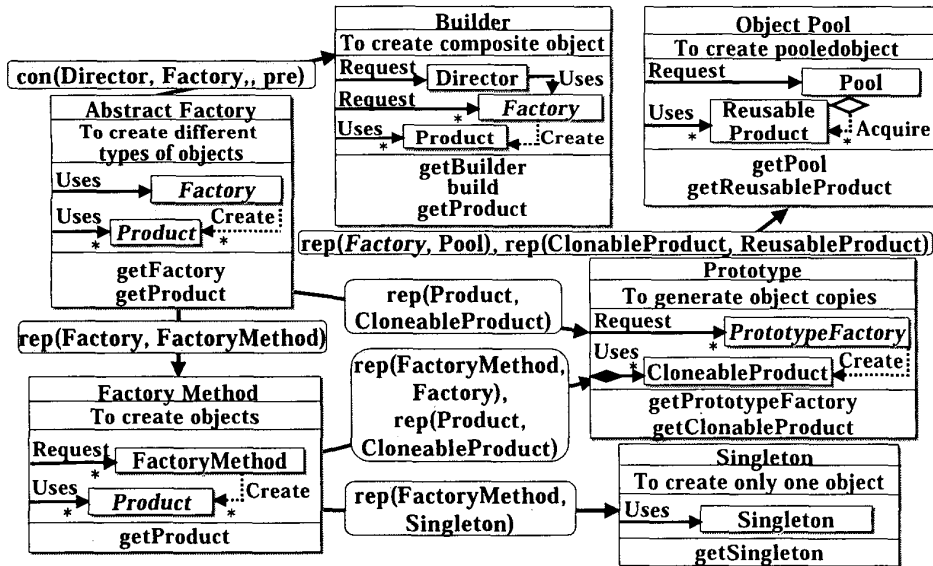 Builder
To create composite object
Request
Director
Uses
Request
*
Factory
Uses
*
Product
Create
getBuilder
build
getProduct
Object Pool
To create pooledobject
Request
Pool
Uses
*
Reusable
Product
*
Acquire
getPool
getReusableProduct
con(Director, Factory,, pre)
Abstract Factory
To create different
types of objects
Uses
Factory
Uses
*
Product
Create
*
getFactory
getProduct
rep(Factory, Pool), rep(ClonableProduct, ReusableProduct)
rep(Product,
CloneableProduct)
Prototype
To generate object copies
Request
*
PrototypeFactory
Uses
*
CloneableProduct
Create
getPrototypeFactory
getClonableProduct
rep(Factory, FactoryMethod)
rep(FactoryMethod,
Factory),
rep(Product,
CloneableProduct)
Factory Method
To create objects
Request
*
FactoryMethod
Uses
*
Product
*
Create
getProduct
rep(FactoryMethod,
Singleton)
Singleton
To create only one object
Uses
Singleton
getSingleton